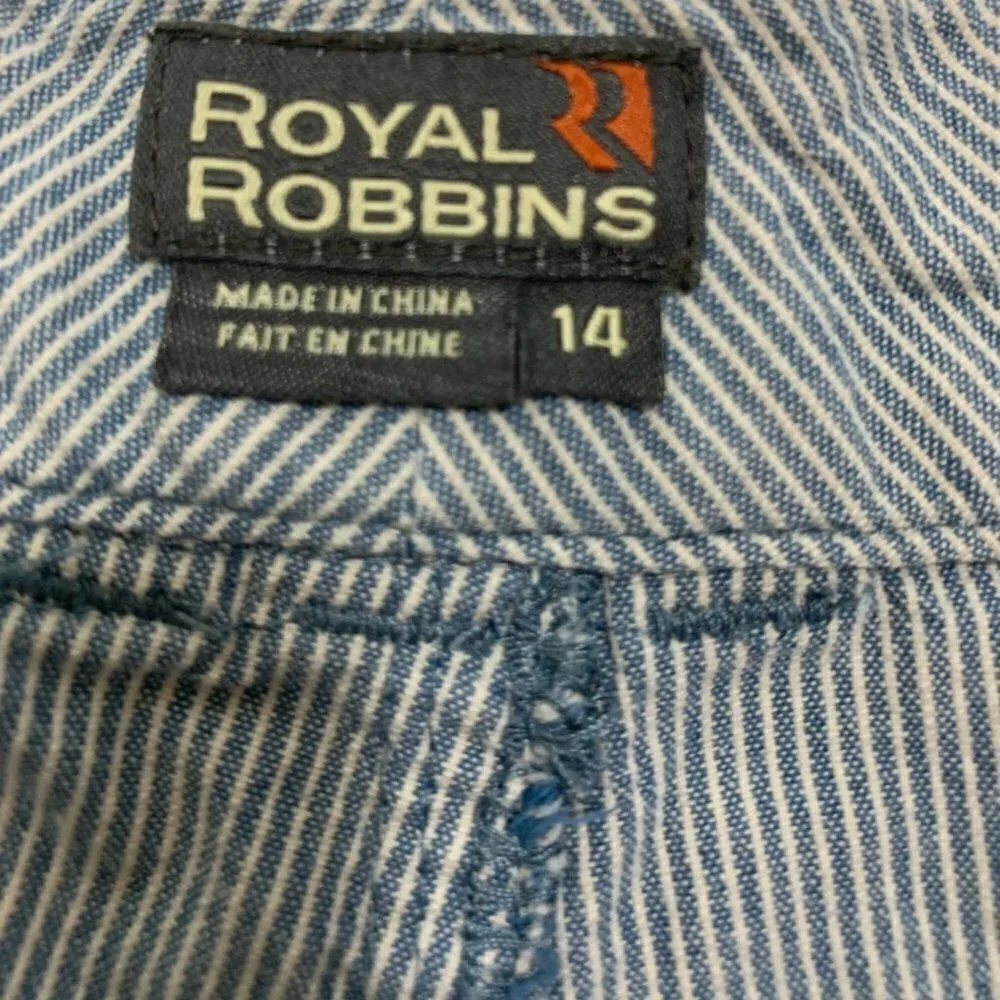 ROYAL
ROBBINS
MADE IN CHINA
FAIT EN CHINE
14